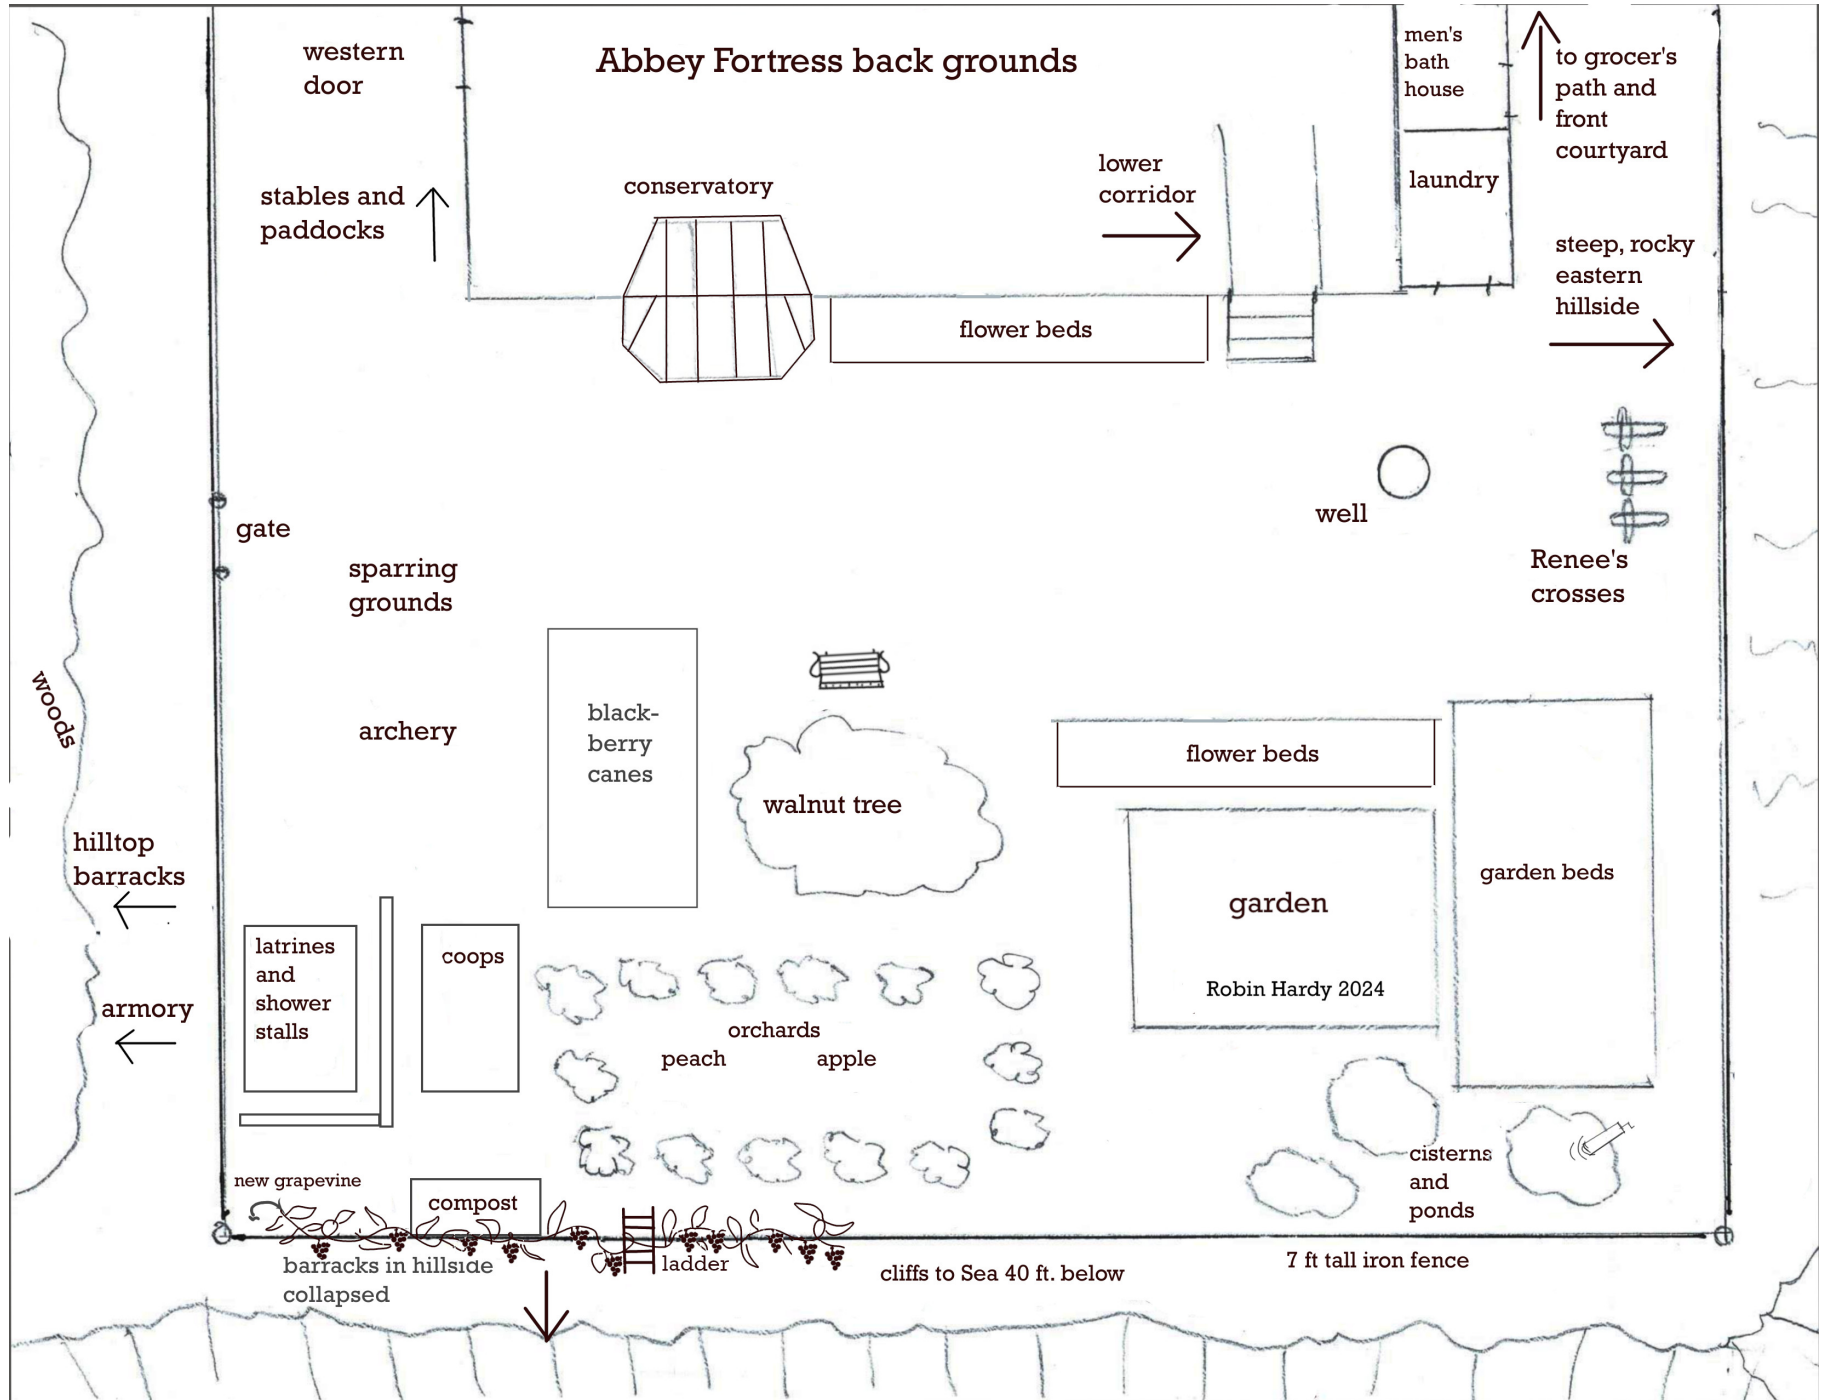 Abbey Fortress back grounds
western
door
men's
bath
house
to grocer's
path and
front
courtyard
stables and
paddocks
conservatory
lower
corridor
laundry
steep, rocky
eastern
hillside
flower beds
gate
well
sparring
grounds
Renee's
crosses
woods
archery
black-
berry
canes
walnut tree
flower beds
hilltop
barracks
garden beds
garden
latrines
and
shower
stalls
coops
armory
Robin Hardy 2024
orchards
peach
apple
cisterns
and
ponds
new grapevine
compost
barracks in hillside
collapsed
ladder
cliffs to Sea 40 ft. below
7 ft tall iron fence